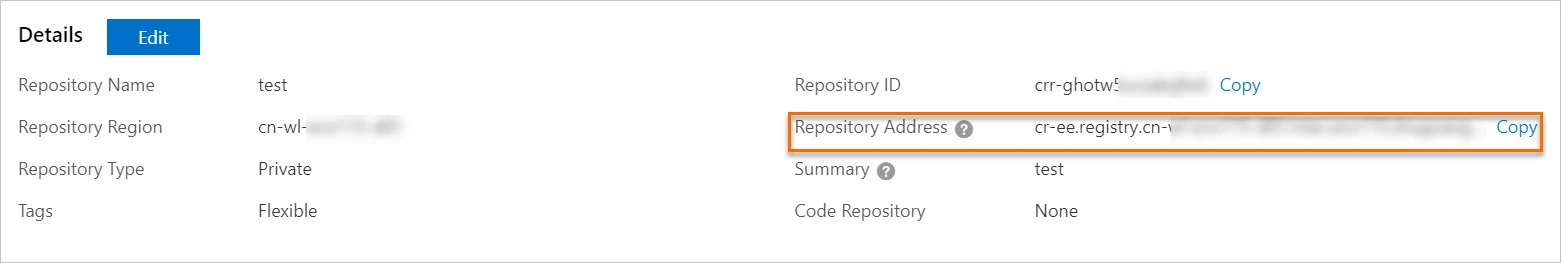 Details Edit
Repository Name test Repository ID crr-ghotw5 Copy
Repository Region cn-wl- Repository Address ? cr-ee.registry.cn-w Copy
Repository Type Private Summary ? test
Tags Flexible Code Repository None